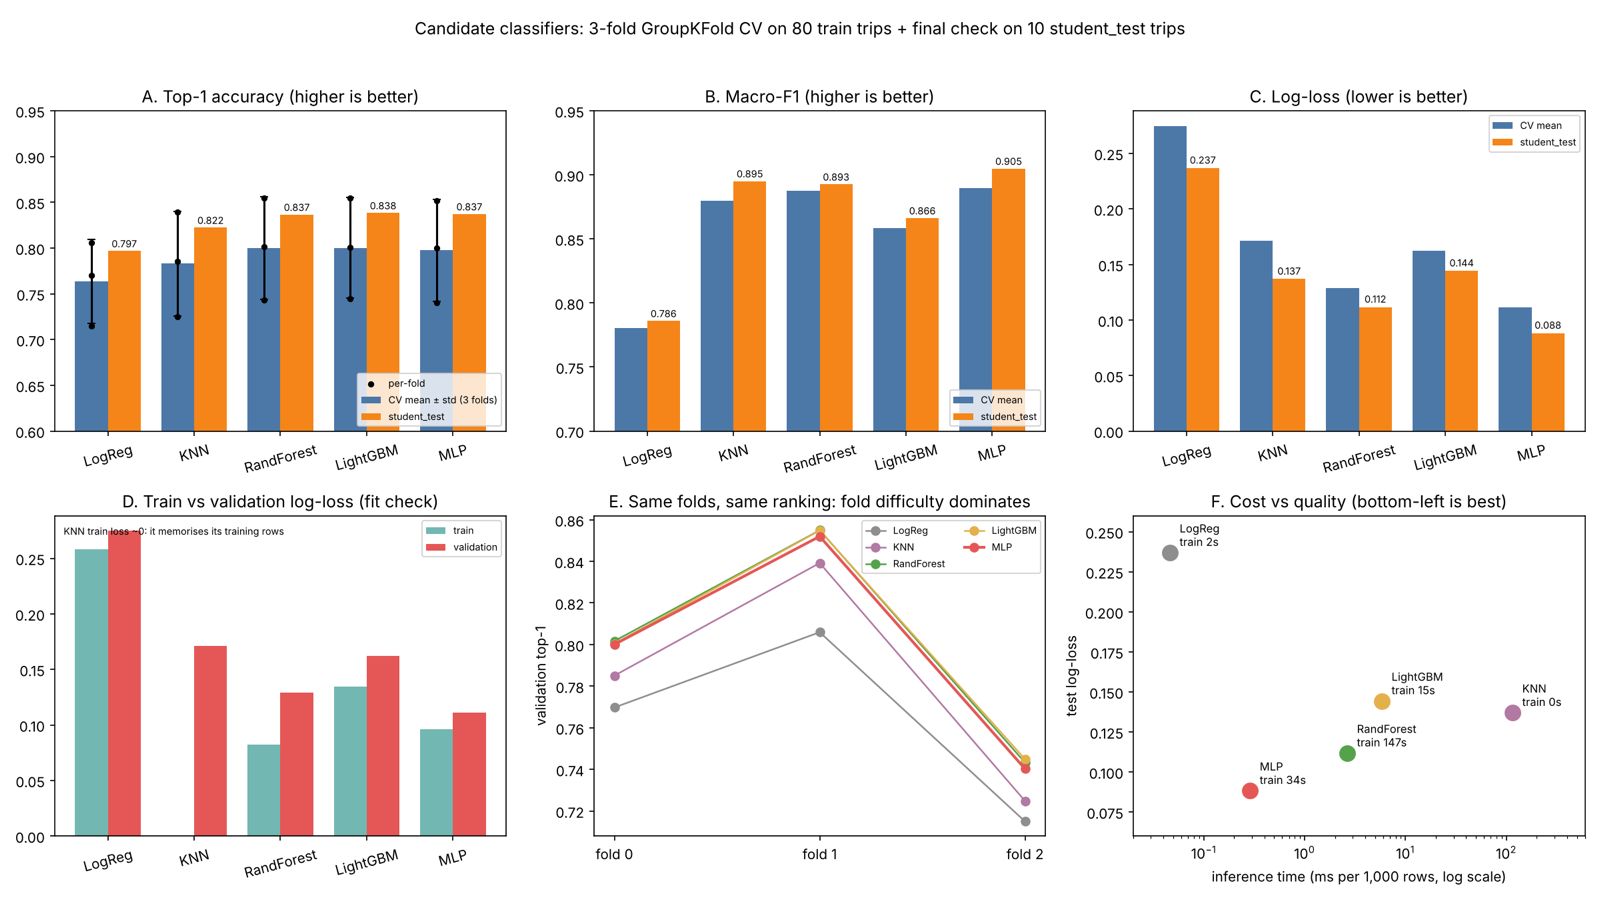 Candidate classifiers: 3-fold GroupKFold CV on 80 train trips + final check on 10 student_test trips
A. Top-1 accuracy (higher is better)
0.95
0.90
0.85
0.80
0.75
0.70
0.65
0.60
0.797
0.822
0.837
0.838
0.837
per-fold
CV mean ± std (3 folds)
student_test
LogReg
KNN
RandForest
LightGBM
MLP
B. Macro-F1 (higher is better)
0.95
0.90
0.85
0.80
0.75
0.70
0.786
0.895
0.893
0.866
0.905
CV mean
student_test
LogReg
KNN
RandForest
LightGBM
MLP
C. Log-loss (lower is better)
0.25
0.20
0.15
0.10
0.05
0.00
0.237
0.137
0.112
0.144
0.088
CV mean
student_test
LogReg
KNN
RandForest
LightGBM
MLP
D. Train vs validation log-loss (fit check)
KNN train loss ~0: it memorises its training rows
train
validation
0.25
0.20
0.15
0.10
0.05
0.00
LogReg
KNN
RandForest
LightGBM
MLP
E. Same folds, same ranking: fold difficulty dominates
validation top-1
0.86
0.84
0.82
0.80
0.78
0.76
0.74
0.72
LogReg
KNN
RandForest
LightGBM
MLP
fold 0
fold 1
fold 2
F. Cost vs quality (bottom-left is best)
test log-loss
0.250
0.225
0.200
0.175
0.150
0.125
0.100
0.075
LogReg
train 2s
LightGBM
train 15s
KNN
train 0s
RandForest
train 147s
MLP
train 34s
10⁻¹
10⁰
10¹
10²
inference time (ms per 1,000 rows, log scale)